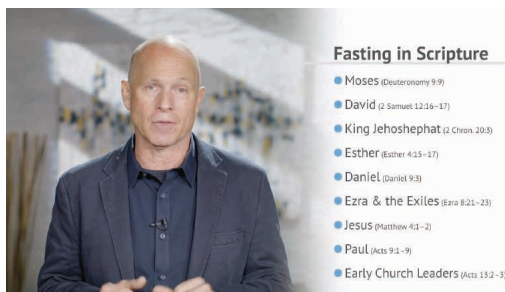 Fasting in Scripture
Moses (Deuteronomy 9:9)
David (2 Samuel 12:16–17)
King Jehoshephat (2 Chron. 20:3)
Esther (Esther 4:15–17)
Daniel (Daniel 9:3)
Ezra & the Exiles (Ezra 8:21–23)
Jesus (Matthew 4:1–2)
Paul (Acts 9:1–9)
Early Church Leaders (Acts 13:2–3)